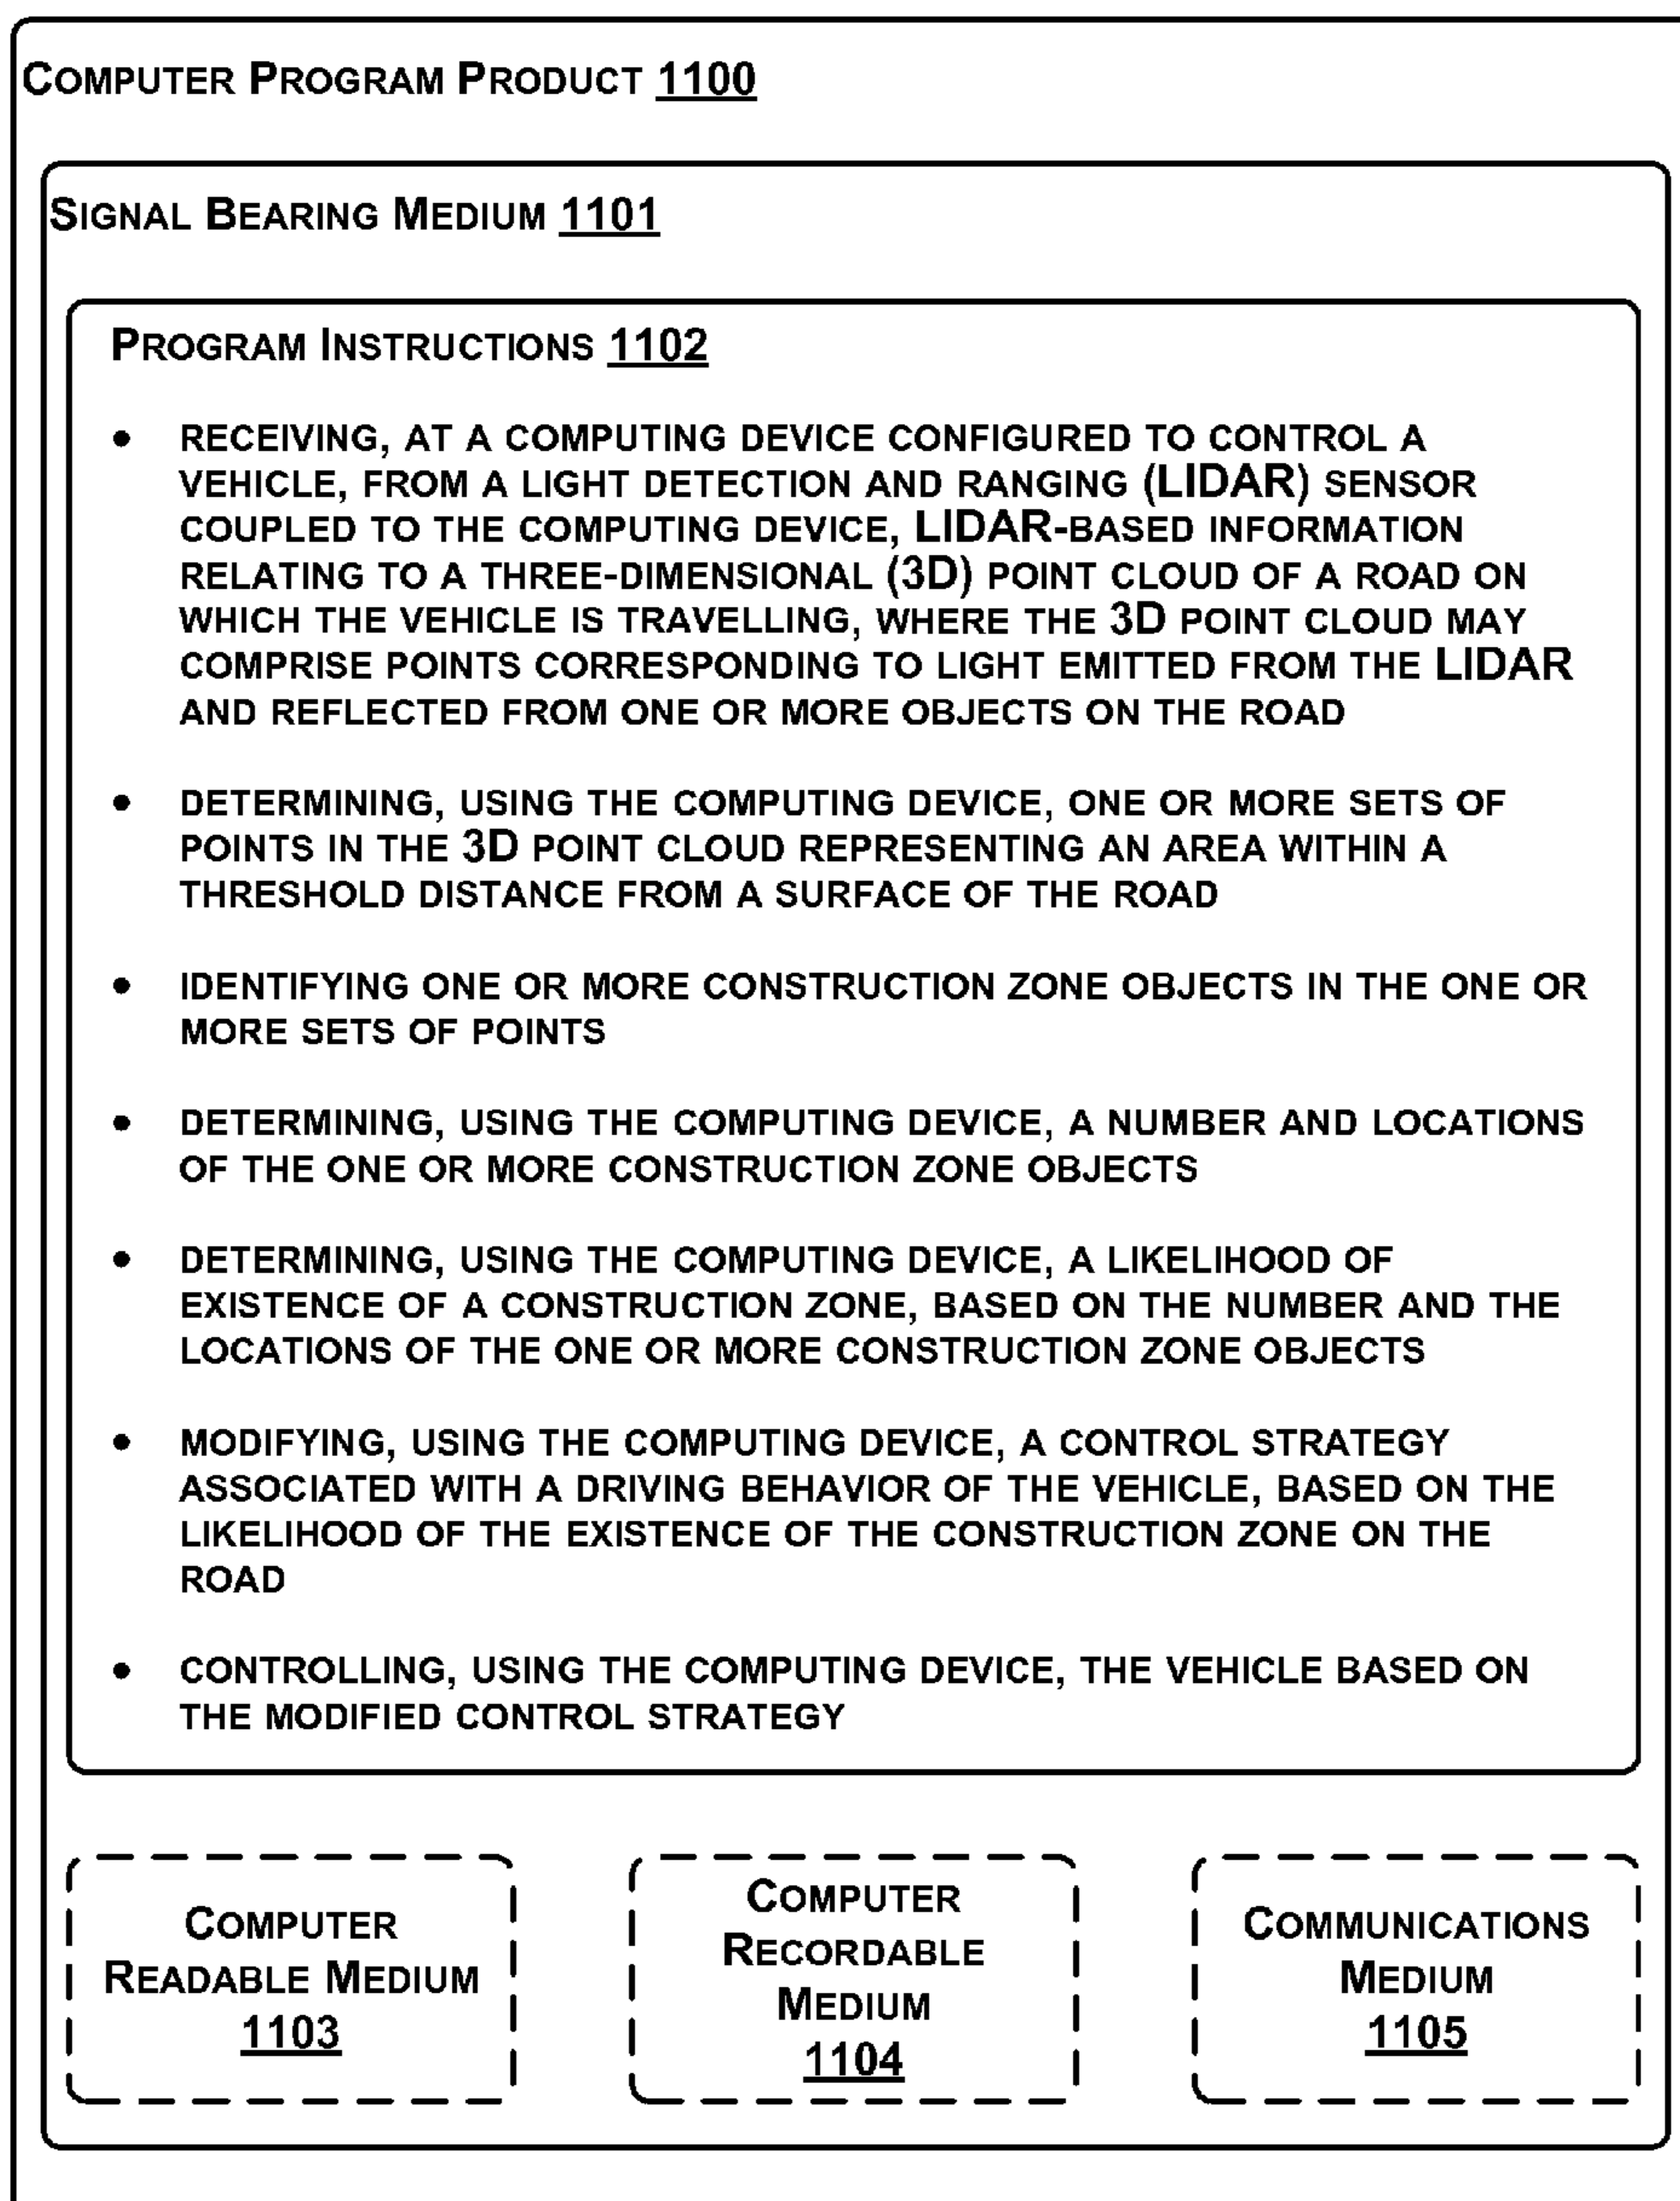 COMPUTER PROGRAM PRODUCT 1100
SIGNAL BEARING MEDIUM 1101
PROGRAM INSTRUCTIONS 1102
• RECEIVING, AT A COMPUTING DEVICE CONFIGURED TO CONTROL A
VEHICLE, FROM A LIGHT DETECTION AND RANGING (LIDAR) SENSOR
COUPLED TO THE COMPUTING DEVICE, LIDAR-BASED INFORMATION
RELATING TO A THREE-DIMENSIONAL (3D) POINT CLOUD OF A ROAD ON
WHICH THE VEHICLE IS TRAVELLING, WHERE THE 3D POINT CLOUD MAY
COMPRISE POINTS CORRESPONDING TO LIGHT EMITTED FROM THE LIDAR
AND REFLECTED FROM ONE OR MORE OBJECTS ON THE ROAD
• DETERMINING, USING THE COMPUTING DEVICE, ONE OR MORE SETS OF
POINTS IN THE 3D POINT CLOUD REPRESENTING AN AREA WITHIN A
THRESHOLD DISTANCE FROM A SURFACE OF THE ROAD
• IDENTIFYING ONE OR MORE CONSTRUCTION ZONE OBJECTS IN THE ONE OR
MORE SETS OF POINTS
• DETERMINING, USING THE COMPUTING DEVICE, A NUMBER AND LOCATIONS
OF THE ONE OR MORE CONSTRUCTION ZONE OBJECTS
• DETERMINING, USING THE COMPUTING DEVICE, A LIKELIHOOD OF
EXISTENCE OF A CONSTRUCTION ZONE, BASED ON THE NUMBER AND THE
LOCATIONS OF THE ONE OR MORE CONSTRUCTION ZONE OBJECTS
• MODIFYING, USING THE COMPUTING DEVICE, A CONTROL STRATEGY
ASSOCIATED WITH A DRIVING BEHAVIOR OF THE VEHICLE, BASED ON THE
LIKELIHOOD OF THE EXISTENCE OF THE CONSTRUCTION ZONE ON THE
ROAD
• CONTROLLING, USING THE COMPUTING DEVICE, THE VEHICLE BASED ON
THE MODIFIED CONTROL STRATEGY
COMPUTER
READABLE MEDIUM
1103
COMPUTER
RECORDABLE
MEDIUM
1104
COMMUNICATIONS
MEDIUM
1105